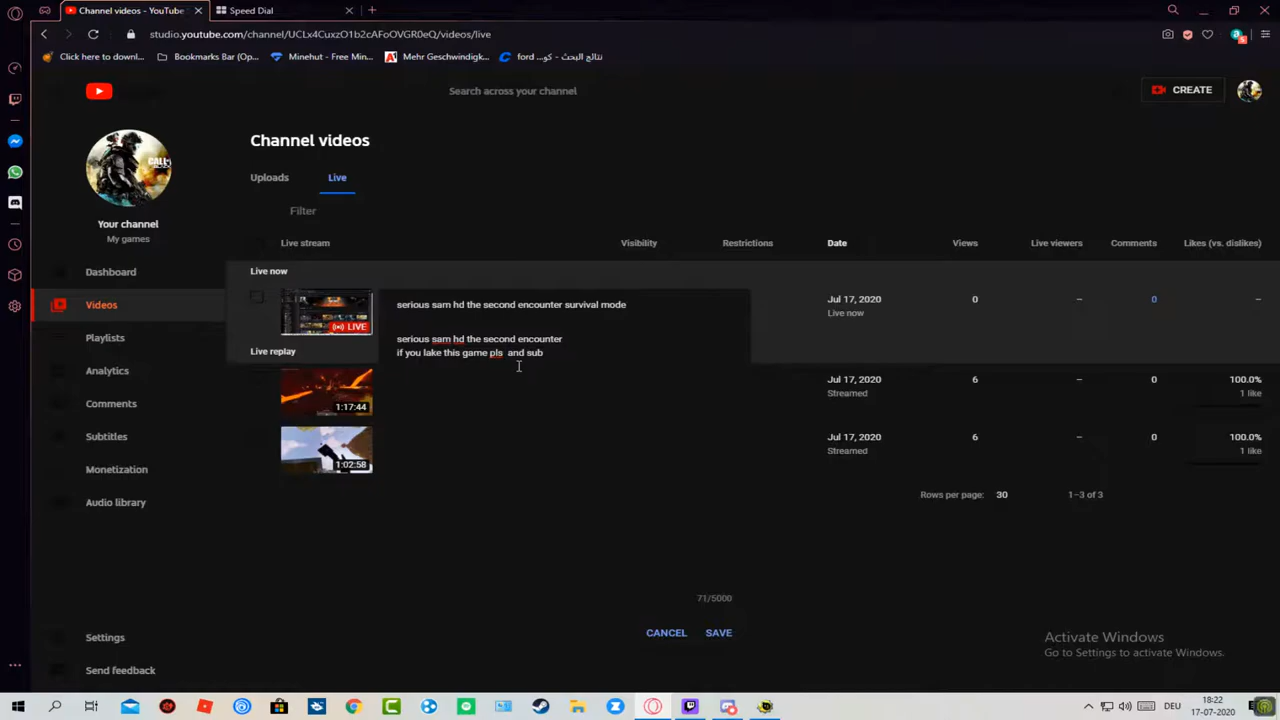 Channel videos - YouTube
Speed Dial
studio.youtube.com/channel/UCLx4CuxzO1b2cAFoOVGR0eQ/videos/live
Click here to downl...
Bookmarks Bar (Op...
Minehut - Free Min...
Mehr Geschwindigk...
ford نتائج البحث - كو...
Search across your channel
CREATE
CALL
Your channel
My games
Dashboard
Videos
Playlists
Analytics
Comments
Subtitles
Monetization
Audio library
Settings
Send feedback
Channel videos
Uploads
Live
Filter
Live stream
Visibility
Restrictions
Date
Views
Live viewers
Comments
Likes (vs. dislikes)
Live now
LIVE
serious sam hd the second encounter survival mode
serious sam hd the second encounter
if you lake this game pls and sub
Jul 17, 2020
Live now
0
–
0
–
Live replay
1:17:44
Jul 17, 2020
Streamed
6
–
0
100.0%
1 like
1:02:58
Jul 17, 2020
Streamed
6
–
0
100.0%
1 like
Rows per page: 30
1–3 of 3
71/5000
CANCEL
SAVE
Activate Windows
Go to Settings to activate Windows.
DEU
18:22
17-07-2020